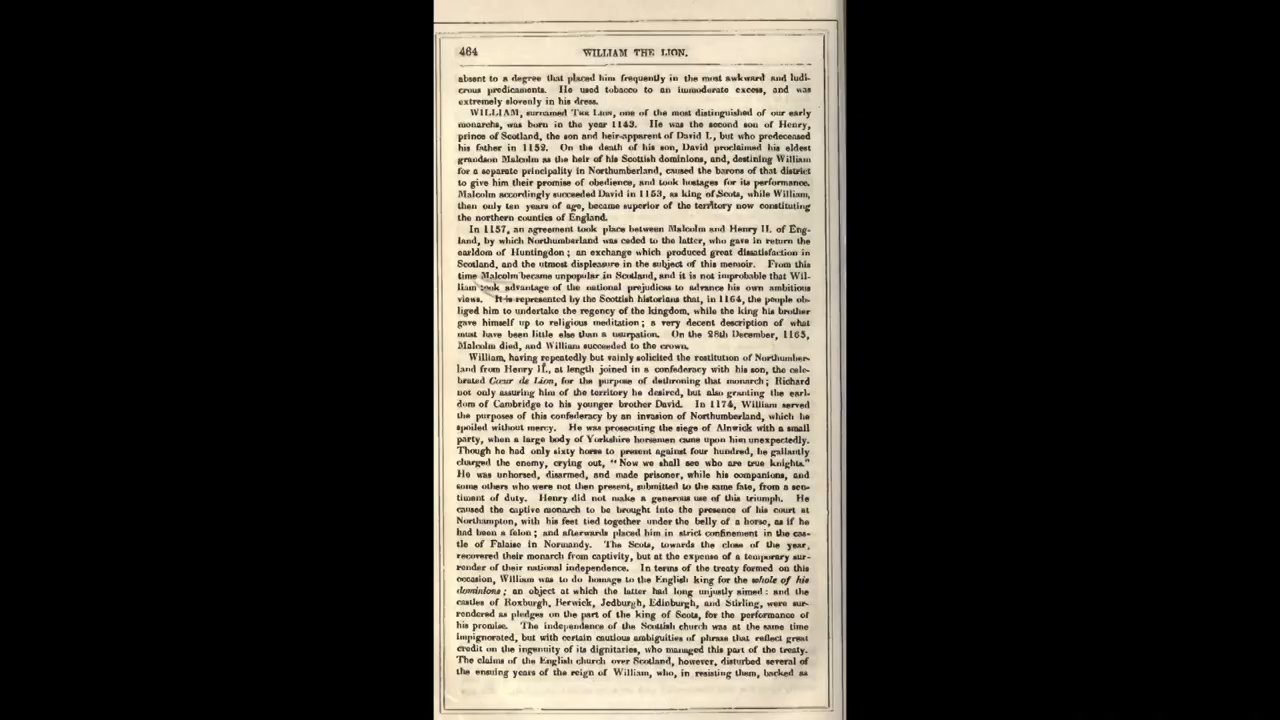 464 WILLIAM THE LION.
absent to a degree that placed him frequently in the most awkward and ludi-
crous predicaments. He used tobacco to an immoderate excess, and was
extremely slovenly in his dress.
WILLIAM, surnamed The Lion, one of the most distinguished of our early
monarchs, was born in the year 1143. He was the second son of Henry,
prince of Scotland, the son and heir-apparent of David I., but who predeceased
his father in 1152. On the death of his son, David proclaimed his eldest
grandson Malcolm as the heir of his Scottish dominions, and, destining William
for a separate principality in Northumberland, caused the barons of that district
to give him their promise of obedience, and took hostages for its performance.
Malcolm accordingly succeeded David in 1153, as king of Scots, while William,
then only ten years of age, became superior of the territory now constituting
the northern counties of England.
In 1157, an agreement took place between Malcolm and Henry II. of Eng-
land, by which Northumberland was ceded to the latter, who gave in return the
earldom of Huntingdon; an exchange which produced great dissatisfaction in
Scotland, and the utmost displeasure in the subject of this memoir. From this
time Malcolm became unpopular in Scotland, and it is not improbable that Wil-
liam took advantage of the national prejudices to advance his own ambitious
views. It is represented by the Scottish historians that, in 1164, the people ob-
liged him to undertake the regency of the kingdom, while the king his brother
gave himself up to religious meditation; a very decent description of what
must have been little else than a usurpation. On the 28th December, 1165,
Malcolm died, and William succeeded to the crown.
William, having repeatedly but vainly solicited the restitution of Northumber-
land from Henry II., at length joined in a confederacy with his son, the cele-
brated Cœur de Lion, for the purpose of dethroning that monarch; Richard
not only assuring him of the territory he desired, but also granting the earl-
dom of Cambridge to his younger brother David. In 1174, William served
the purposes of this confederacy by an invasion of Northumberland, which he
spoiled without mercy. He was prosecuting the siege of Alnwick with a small
party, when a large body of Yorkshire horsemen came upon him unexpectedly.
Though he had only sixty horse to present against four hundred, he gallantly
charged the enemy, crying out, "Now we shall see who are true knights."
He was unhorsed, disarmed, and made prisoner, while his companions, and
some others who were not then present, submitted to the same fate, from a sen-
timent of duty. Henry did not make a generous use of this triumph. He
caused the captive monarch to be brought into the presence of his court at
Northampton, with his feet tied together under the belly of a horse, as if he
had been a felon; and afterwards placed him in strict confinement in the cas-
tle of Falaise in Normandy. The Scots, towards the close of the year,
recovered their monarch from captivity, but at the expense of a temporary sur-
render of their national independence. In terms of the treaty formed on this
occasion, William was to do homage to the English king for the whole of his
dominions; an object at which the latter had long unjustly aimed: and the
castles of Roxburgh, Berwick, Jedburgh, Edinburgh, and Stirling, were sur-
rendered as pledges on the part of the king of Scots, for the performance of
his promise. The independence of the Scottish church was at the same time
impignorated, but with certain cautious ambiguities of phrase that reflect great
credit on the ingenuity of its dignitaries, who managed this part of the treaty.
The claims of the English church over Scotland, however, disturbed several of
the ensuing years of the reign of William, who, in resisting them, backed as